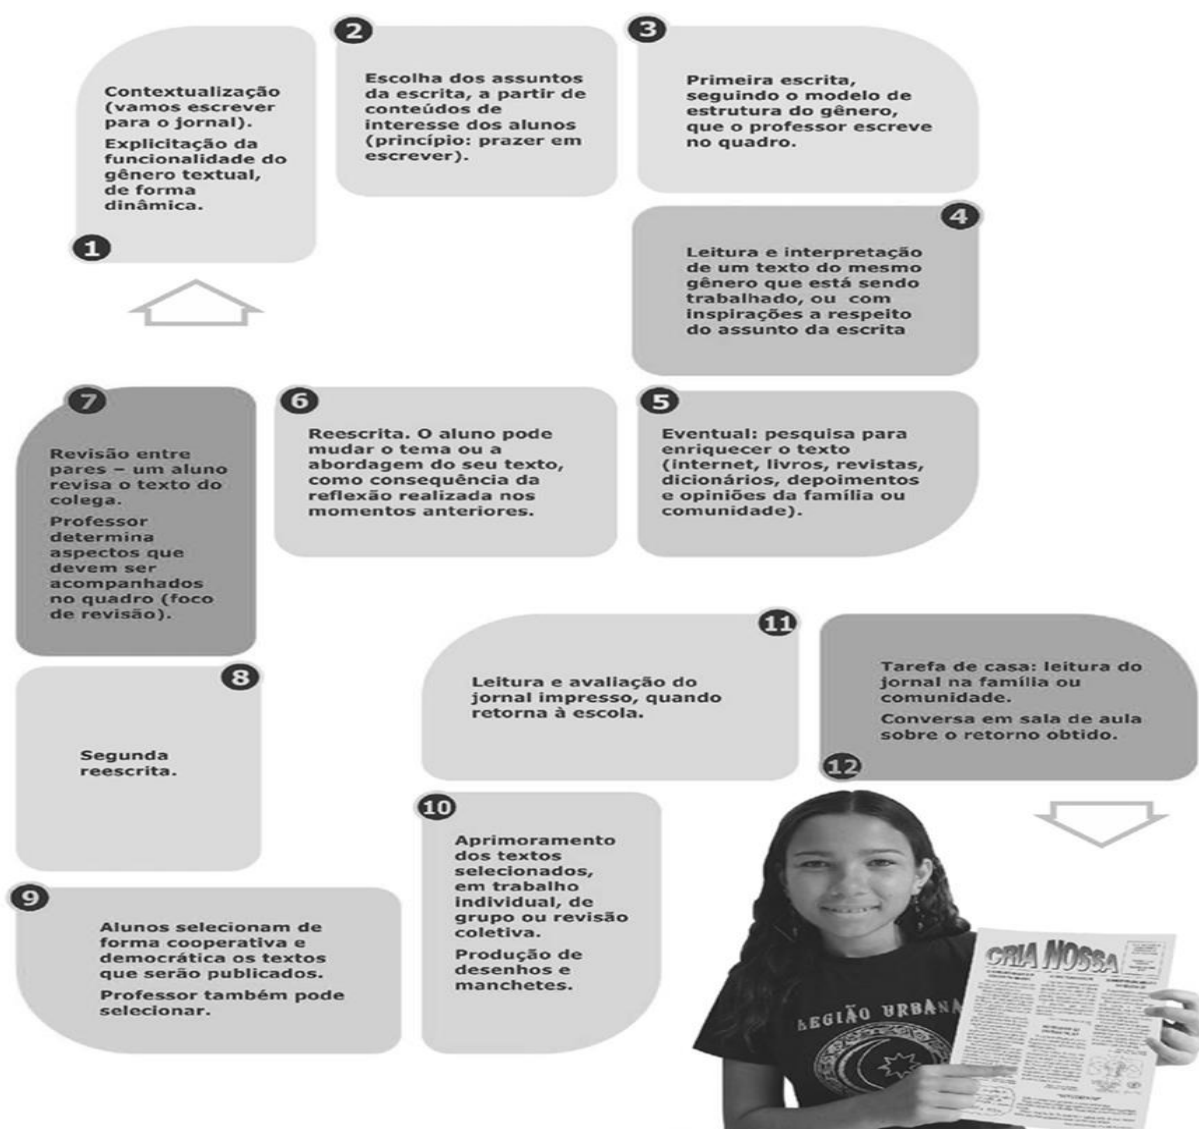 1
Contextualização
(vamos escrever
para o jornal).
Explicitação da
funcionalidade do
gênero textual,
de forma
dinâmica.
2
Escolha dos assuntos
da escrita, a partir de
conteúdos de
interesse dos alunos
(princípio: prazer em
escrever).
3
Primeira escrita,
seguindo o modelo de
estrutura do gênero,
que o professor escreve
no quadro.
4
Leitura e interpretação
de um texto do mesmo
gênero que está sendo
trabalhado, ou com
inspirações a respeito
do assunto da escrita
5
Eventual: pesquisa para
enriquecer o texto
(internet, livros, revistas,
dicionários, depoimentos
e opiniões da família ou
comunidade).
6
Reescrita. O aluno pode
mudar o tema ou a
abordagem do seu texto,
como consequência da
reflexão realizada nos
momentos anteriores.
7
Revisão entre
pares – um aluno
revisa o texto do
colega.
Professor
determina
aspectos que
devem ser
acompanhados
no quadro (foco
de revisão).
8
Segunda
reescrita.
9
Alunos selecionam de
forma cooperativa e
democrática os textos
que serão publicados.
Professor também pode
selecionar.
10
Aprimoramento
dos textos
selecionados,
em trabalho
individual, de
grupo ou revisão
coletiva.
Produção de
desenhos e
manchetes.
11
Leitura e avaliação do
jornal impresso, quando
retorna à escola.
12
Tarefa de casa: leitura do
jornal na família ou
comunidade.
Conversa em sala de aula
sobre o retorno obtido.
CRIA NOSSA
LEGIÃO URBANA